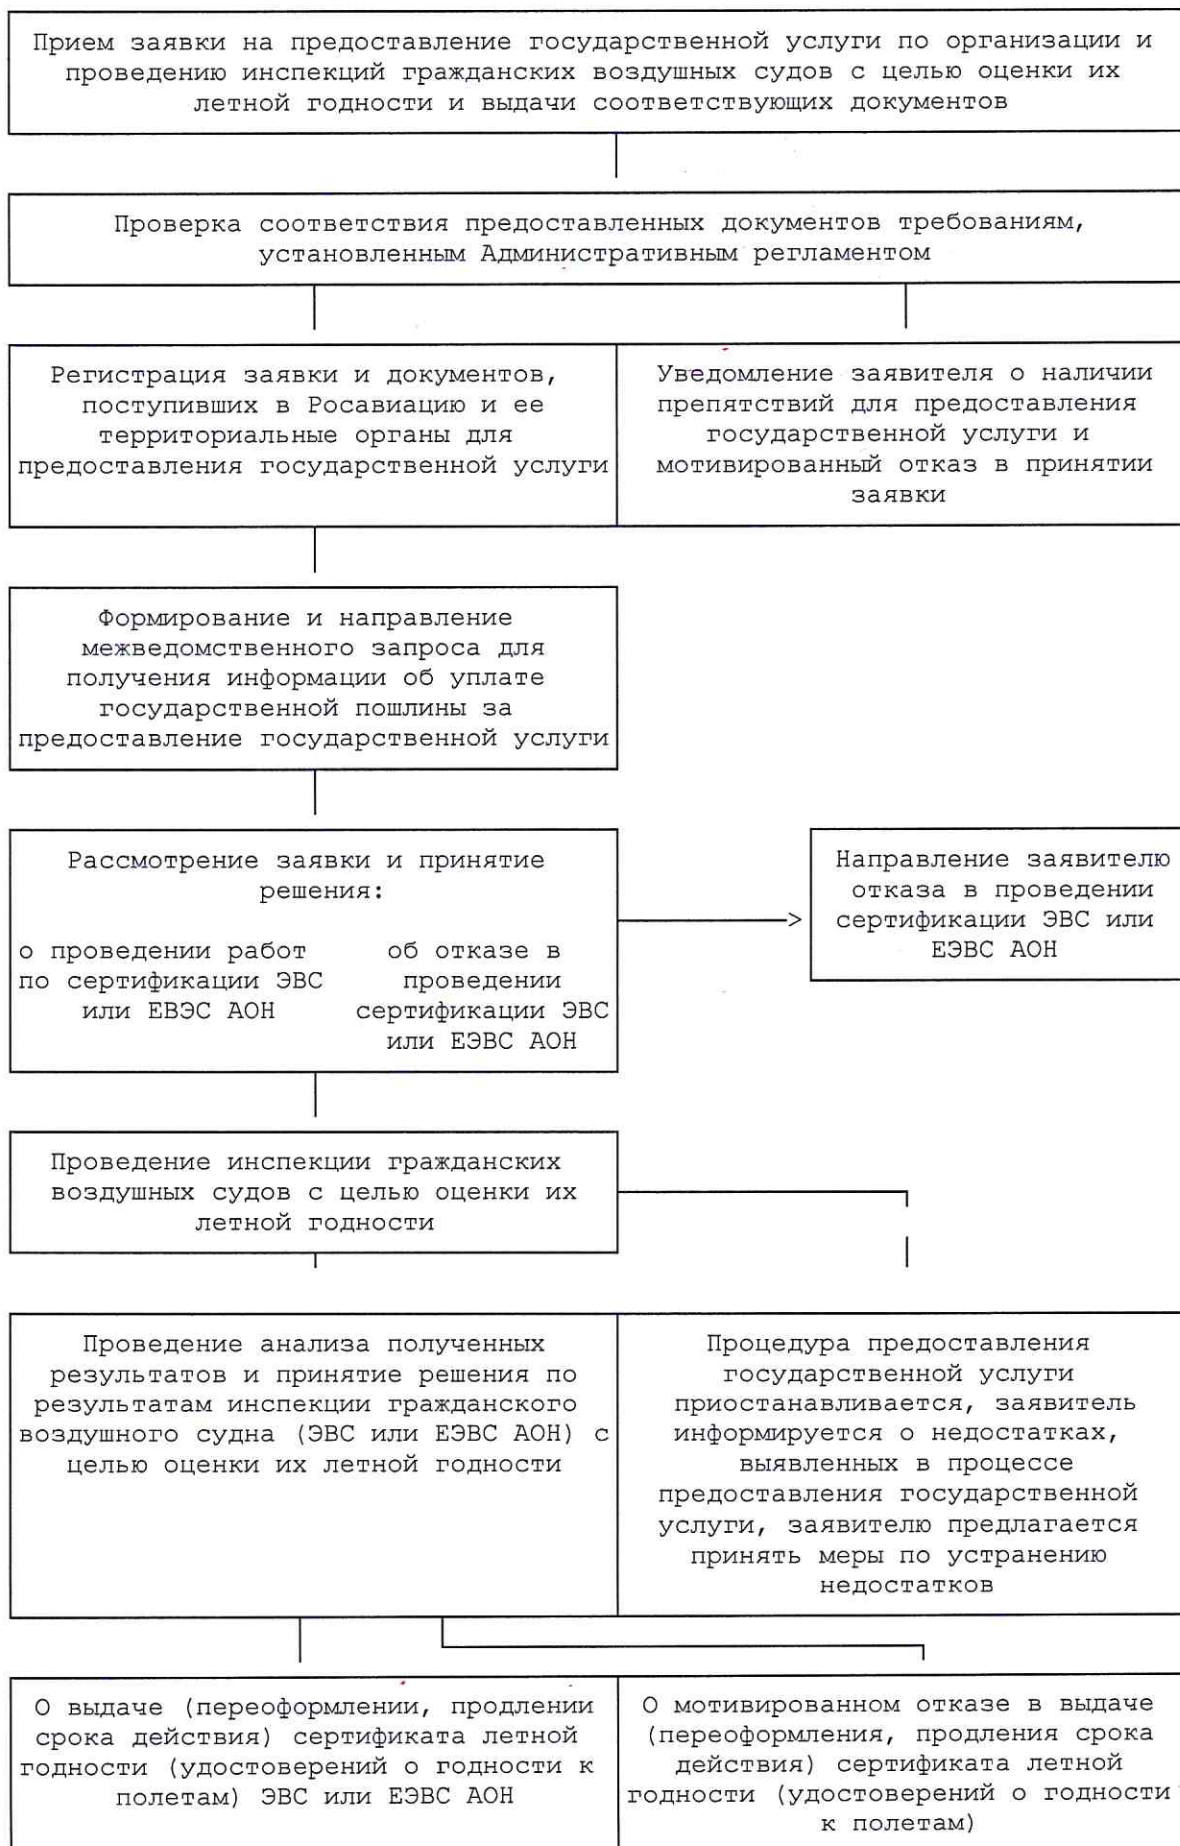 Прием заявки на предоставление государственной услуги по организации и
проведению инспекций гражданских воздушных судов с целью оценки их
летной годности и выдачи соответствующих документов
Проверка соответствия предоставленных документов требованиям,
установленным Административным регламентом
Регистрация заявки и документов,
поступивших в Росавиацию и ее
территориальные органы для
предоставления государственной услуги
Уведомление заявителя о наличии
препятствий для предоставления
государственной услуги и
мотивированный отказ в принятии
заявки
Формирование и направление
межведомственного запроса для
получения информации об уплате
государственной пошлины за
предоставление государственной услуги
Рассмотрение заявки и принятие
решения:
о проведении работ
по сертификации ЭВС
или ЕВЭС АОН
об отказе в
проведении
сертификации ЭВС
или ЕЭВС АОН
Направление заявителю
отказа в проведении
сертификации ЭВС или
ЕЭВС АОН
Проведение инспекции гражданских
воздушных судов с целью оценки их
летной годности
Проведение анализа полученных
результатов и принятие решения по
результатам инспекции гражданского
воздушного судна (ЭВС или ЕЭВС АОН) с
целью оценки их летной годности
Процедура предоставления
государственной услуги
приостанавливается, заявитель
информируется о недостатках,
выявленных в процессе
предоставления государственной
услуги, заявителю предлагается
принять меры по устранению
недостатков
О выдаче (переоформлении, продлении
срока действия) сертификата летной
годности (удостоверений о годности к
полетам) ЭВС или ЕЭВС АОН
О мотивированном отказе в выдаче
(переоформления, продления срока
действия) сертификата летной
годности (удостоверений о годности
к полетам)